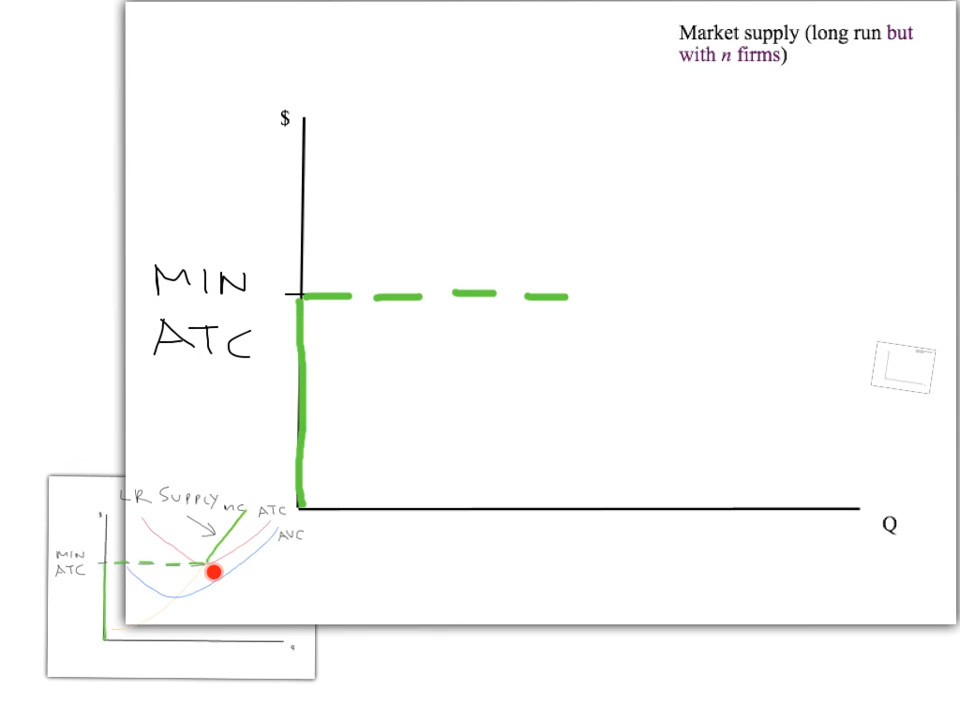 Market supply (long run but
with n firms)
$
MIN
ATC
Q
LR SUPPLY
MC
ATC
AVC
$
MIN
ATC
q